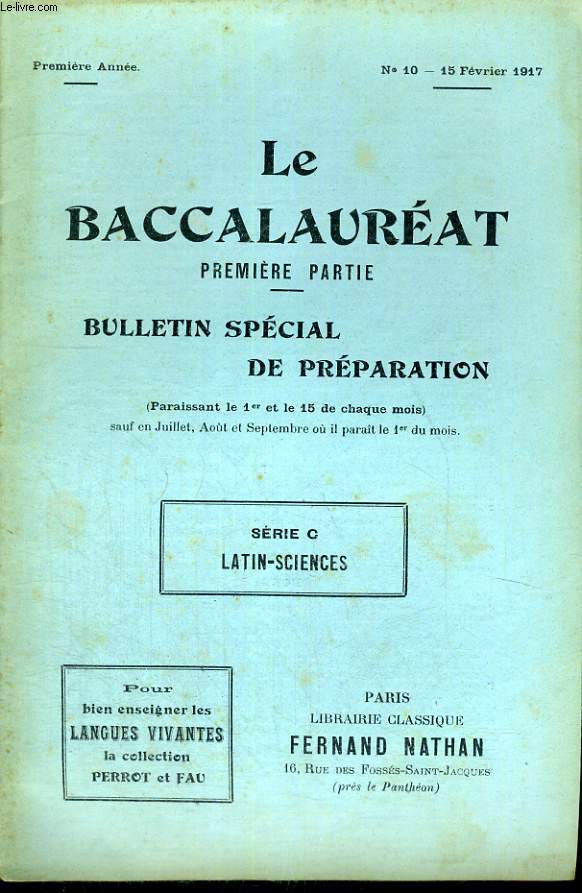 Le-livre.com
Première Année.
No 10 — 15 Février 1917
Le
BACCALAURÉAT
PREMIÈRE PARTIE
BULLETIN SPÉCIAL
DE PRÉPARATION
(Paraissant le 1er et le 15 de chaque mois)
sauf en Juillet, Août et Septembre où il paraît le 1er du mois.
SÉRIE C
LATIN-SCIENCES
Pour
bien enseigner les
LANGUES VIVANTES
la collection
PERROT et FAU
PARIS
LIBRAIRIE CLASSIQUE
FERNAND NATHAN
16, RUE DES FOSSÉS-SAINT-JACQUES
(près le Panthéon)